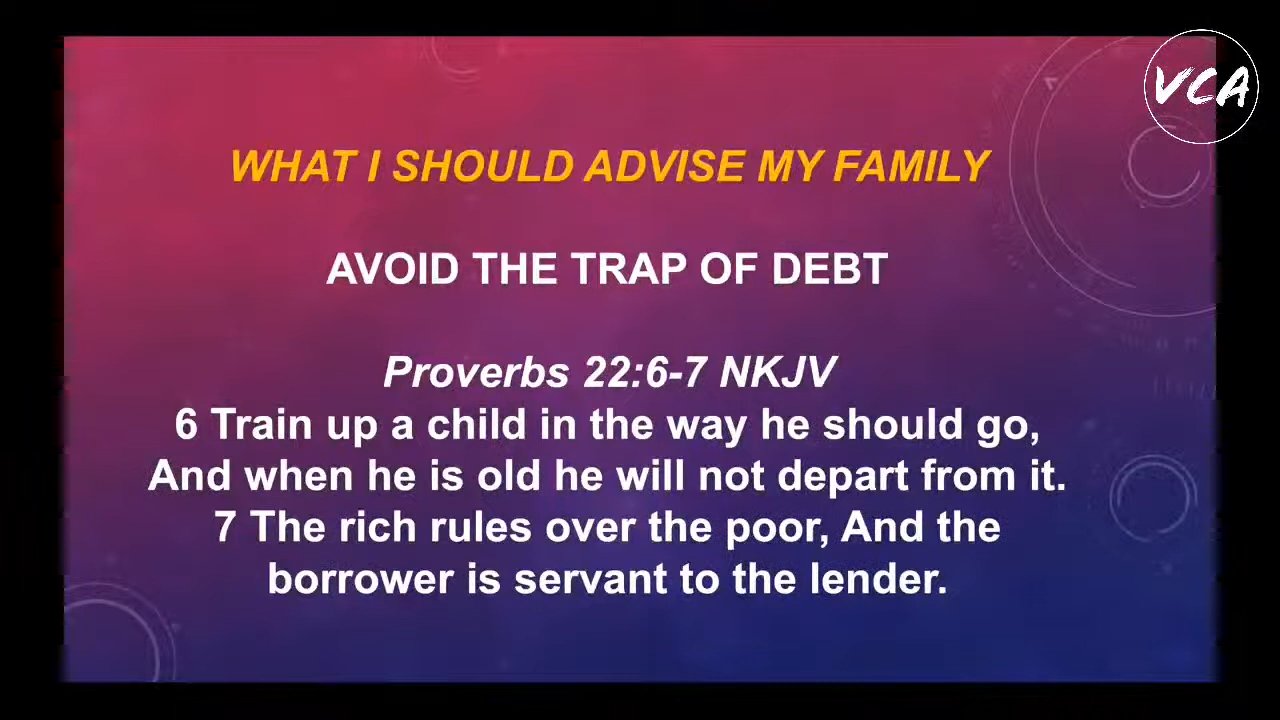 VCA
WHAT I SHOULD ADVISE MY FAMILY
AVOID THE TRAP OF DEBT
Proverbs 22:6-7 NKJV
6 Train up a child in the way he should go,
And when he is old he will not depart from it.
7 The rich rules over the poor, And the
borrower is servant to the lender.